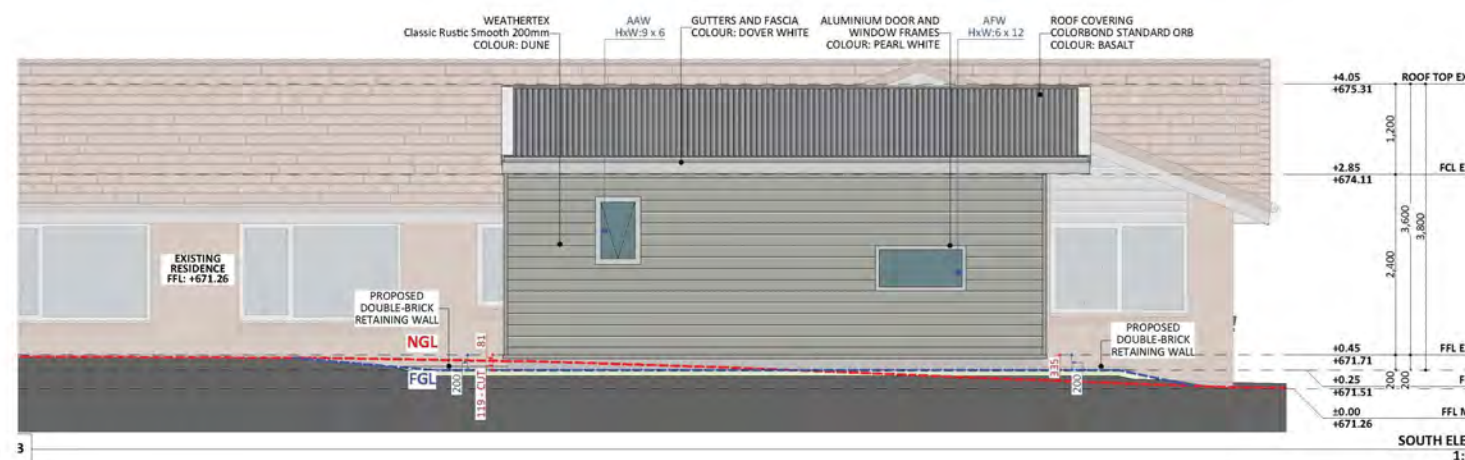 WEATHERTEX
Classic Rustic Smooth 200mm
COLOUR: DUNE
AAW
HxW:9 x 6
GUTTERS AND FASCIA
COLOUR: DOVER WHITE
ALUMINIUM DOOR AND
WINDOW FRAMES
COLOUR: PEARL WHITE
AFW
HxW:6 x 12
ROOF COVERING
COLORBOND STANDARD ORB
COLOUR: BASALT
+4.05
+675.31
ROOF TOP EX
1,200
+2.85
+674.11
FCL E
2,400
3,600
3,800
EXISTING
RESIDENCE
FFL: +671.26
PROPOSED
DOUBLE-BRICK
RETAINING WALL
NGL
FGL
200
81
119 - CUT
335
200
PROPOSED
DOUBLE-BRICK
RETAINING WALL
+0.45
+671.71
FFL E
+0.25
+671.51
F
200
200
±0.00
+671.26
FFL M
3
SOUTH ELE
1: